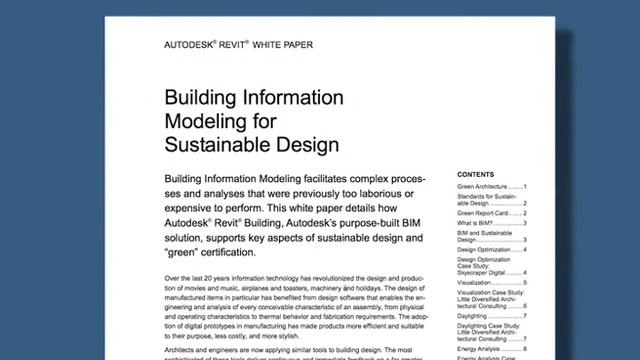 AUTODESK® REVIT® WHITE PAPER
Building Information
Modeling for
Sustainable Design
Building Information Modeling facilitates complex proces-
ses and analyses that were previously too laborious or
expensive to perform. This white paper details how
Autodesk® Revit® Building, Autodesk's purpose-built BIM
solution, supports key aspects of sustainable design and
“green” certification.
Over the last 20 years information technology has revolutionized the design and produc-
tion of movies and music, airplanes and toasters, machinery and holidays. The design of
manufactured items in particular has benefited from design software that enables the en-
gineering and analysis of every conceivable characteristic of an assembly, from physical
and operating characteristics to thermal behavior and fabrication requirements. The adop-
tion of digital prototypes in manufacturing has made products more efficient and suitable
to their purpose, less costly, and more stylish.
Architects and engineers are now applying similar tools to building design. The most
CONTENTS
Green Architecture ........1
Standards for Sustain-
able Design ..................2
Green Report Card.......2
What is BIM?................3
BIM and Sustainable
Design..........................3
Design Optimization .....4
Design Optimization
Case Study:
Skyscraper Digital .......4
Visualization.................5
Visualization Case Study:
Little Diversified Archi-
tectural Consulting .......6
Daylighting ..................7
Daylighting Case Study:
Little Diversified Archi-
tectural Consulting .......7
Energy Analysis ...........8
Energy Analysis Case